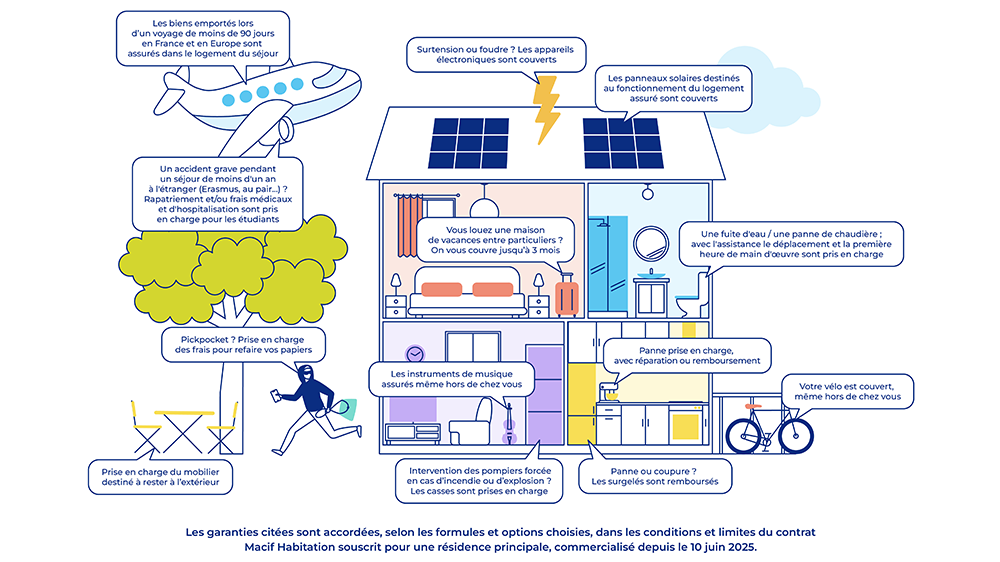 Les biens emportés lors
d'un voyage de moins de 90 jours
en France et en Europe sont
assurés dans le logement du séjour
Surtension ou foudre ? Les appareils
électroniques sont couverts
Les panneaux solaires destinés
au fonctionnement du logement
assuré sont couverts
Un accident grave pendant
un séjour de moins d'un an
à l'étranger (Erasmus, au pair...) ?
Rapatriement et/ou frais médicaux
et d'hospitalisation sont pris
en charge pour les étudiants
Vous louez une maison
de vacances entre particuliers ?
On vous couvre jusqu'à 3 mois
Une fuite d'eau / une panne de chaudière ;
avec l'assistance le déplacement et la première
heure de main d'œuvre sont pris en charge
Pickpocket ? Prise en charge
des frais pour refaire vos papiers
Les instruments de musique
assurés même hors de chez vous
Panne prise en charge,
avec réparation ou remboursement
Votre vélo est couvert,
même hors de chez vous
Prise en charge du mobilier
destiné à rester à l'extérieur
Intervention des pompiers forcée
en cas d'incendie ou d'explosion ?
Les casses sont prises en charge
Panne ou coupure ?
Les surgelés sont remboursés
Les garanties citées sont accordées, selon les formules et options choisies, dans les conditions et limites du contrat
Macif Habitation souscrit pour une résidence principale, commercialisé depuis le 10 juin 2025.